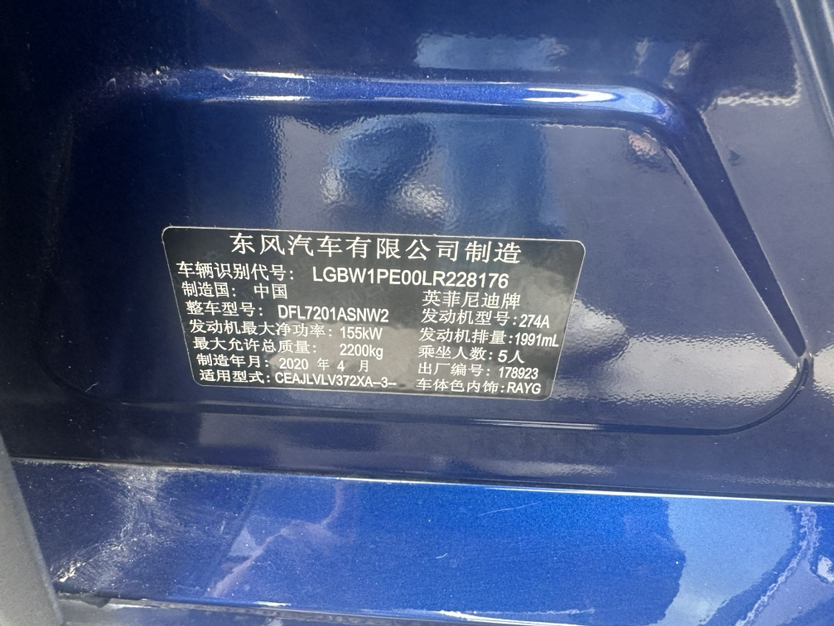 东风汽车有限公司制造
车辆识别代号: LGBW1PE00LR228176
制造国: 中国 英菲尼迪牌
整车型号: DFL7201ASNW2 发动机型号:274A
发动机最大净功率: 155kW 发动机排量:1991mL
最大允许总质量: 2200kg 乘坐人数:5人
制造年月:2020 年 4 月 出厂编号: 178923
适用型式:CEAJLVLV372XA--3-- 车体色内饰:RAYG